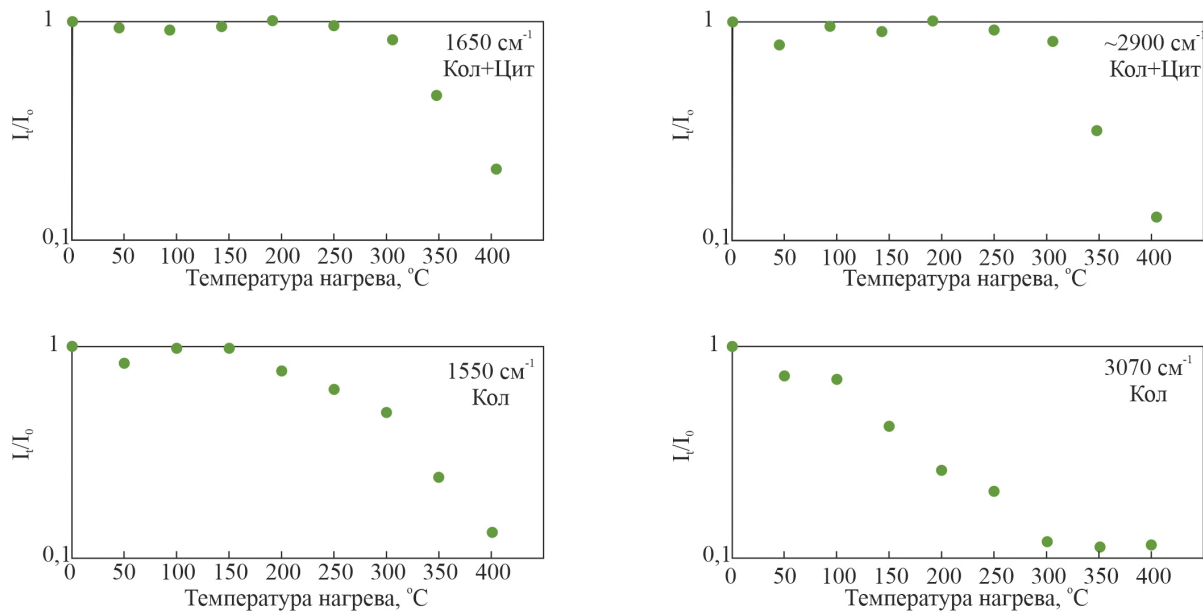 1
1650 см⁻¹
Кол+Цит
Iₜ/Iₒ
0,1
0 50 100 150 200 250 300 350 400
Температура нагрева, °C
1
~2900 см⁻¹
Кол+Цит
Iₜ/Iₒ
0,1
0 50 100 150 200 250 300 350 400
Температура нагрева, °C
1
1550 см⁻¹
Кол
Iₜ/Iₒ
0,1
0 50 100 150 200 250 300 350 400
Температура нагрева, °C
1
3070 см⁻¹
Кол
Iₜ/Iₒ
0,1
0 50 100 150 200 250 300 350 400
Температура нагрева, °C